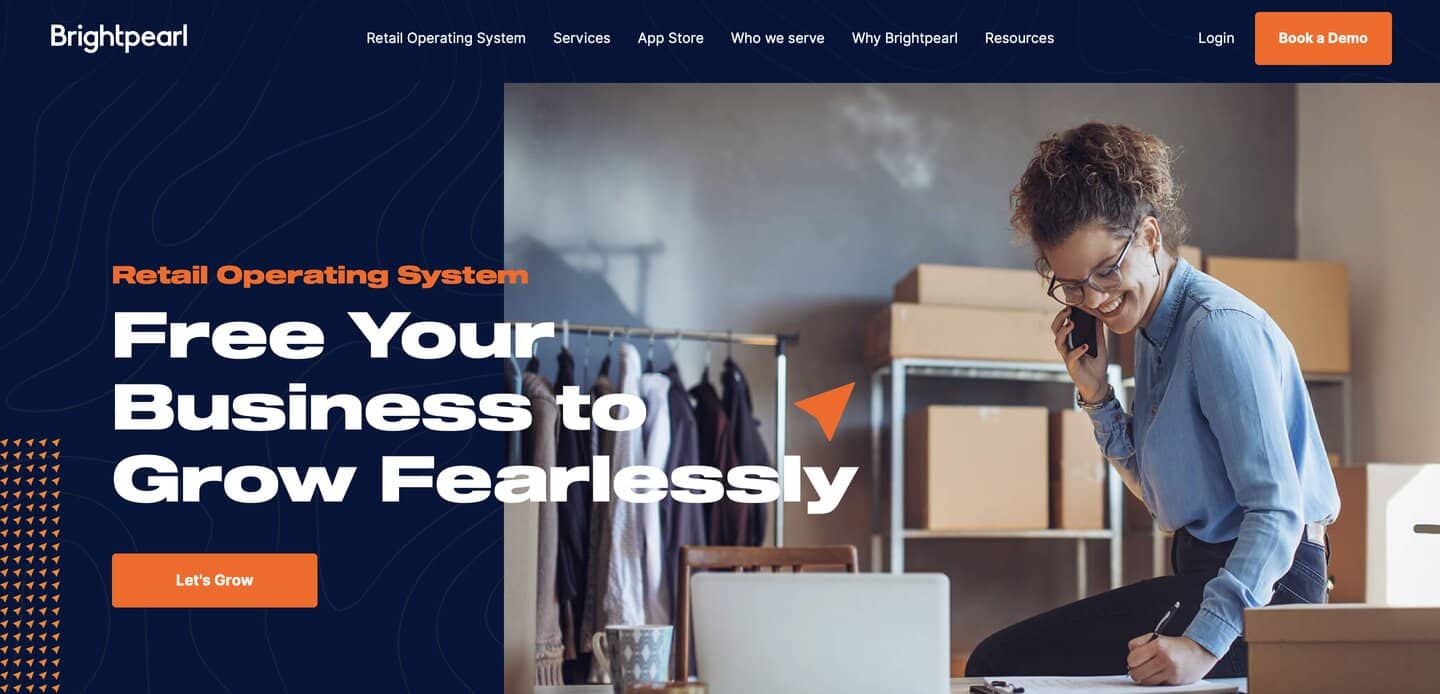 Brightpearl
Retail Operating System
Services
App Store
Who we serve
Why Brightpearl
Resources
Login
Book a Demo
Retail Operating System
Free Your
Business to
Grow Fearlessly
Let's Grow